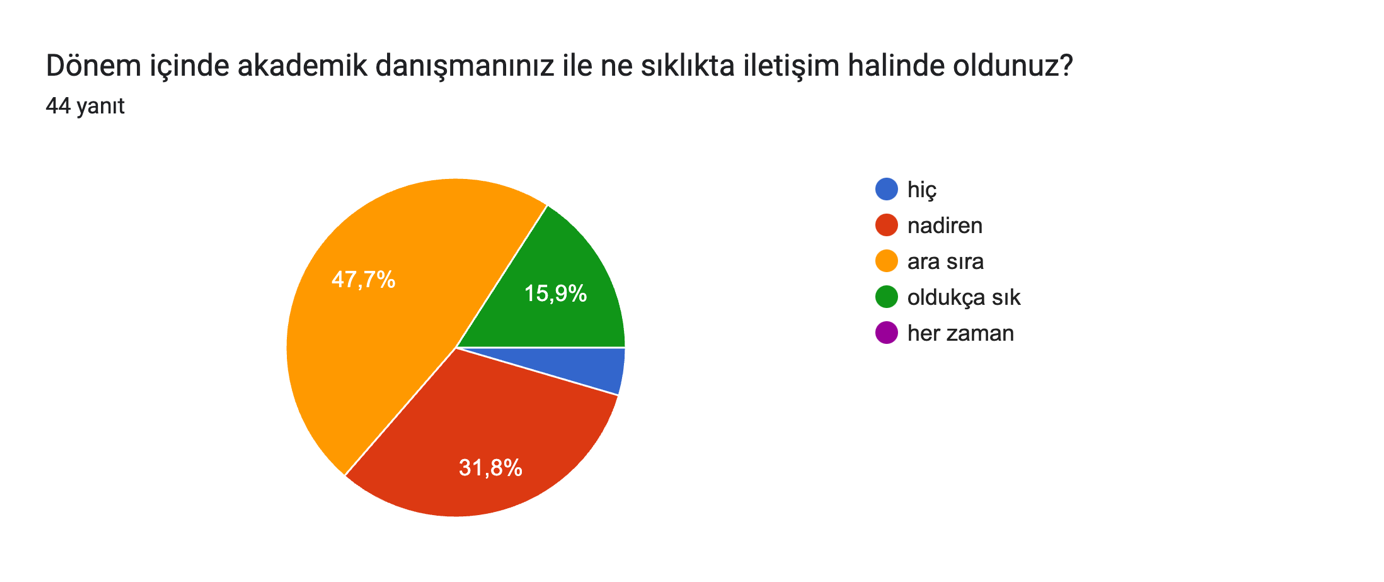 Dönem içinde akademik danışmanınız ile ne sıklıkta iletişim halinde oldunuz?
44 yanıt
47,7%
15,9%
31,8%
hiç
nadiren
ara sıra
oldukça sık
her zaman